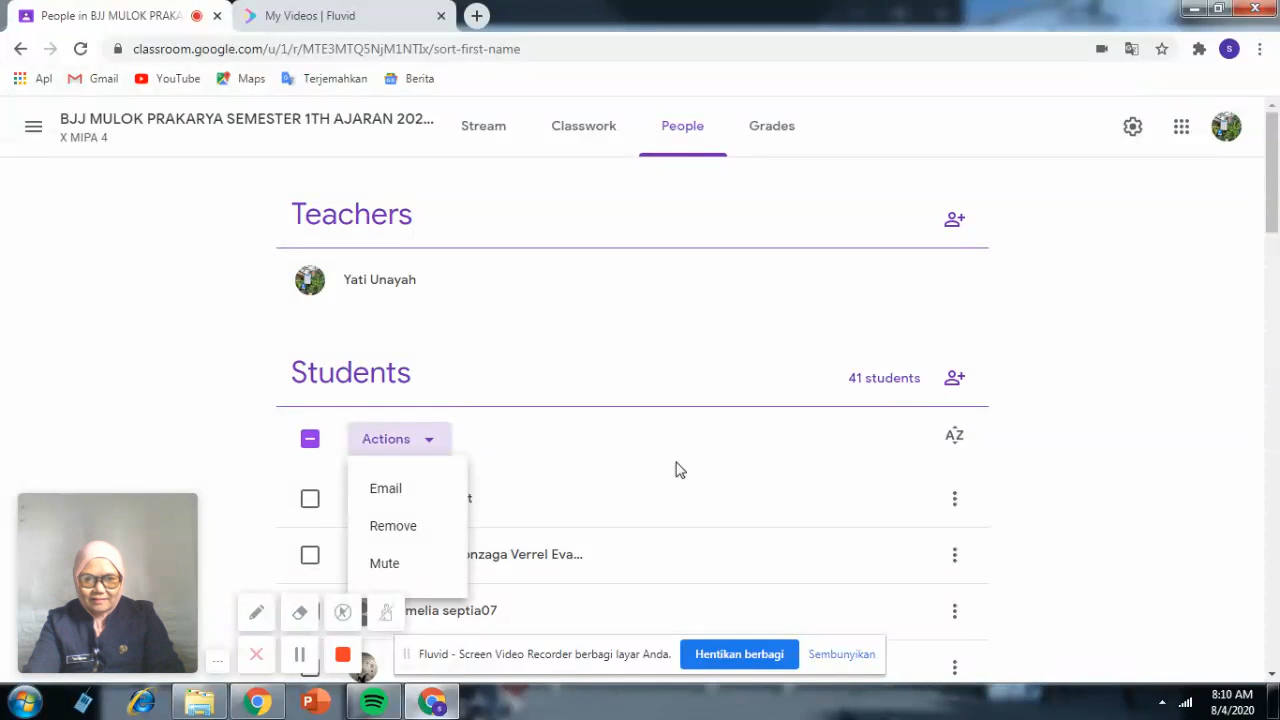 People in BJJ MULOK PRAKA
My Videos | Fluvid
classroom.google.com/u/1/r/MTE3MTQ5NjM1NTIx/sort-first-name
S
Apl
Gmail
YouTube
Maps
Terjemahkan
Berita
BJJ MULOK PRAKARYA SEMESTER 1TH AJARAN 202...
X MIPA 4
Stream
Classwork
People
Grades
Teachers
Yati Unayah
Students
41 students
Actions
AZ
Email
t
Remove
onzaga Verrel Eva...
Mute
melia septia07
Fluvid - Screen Video Recorder berbagi layar Anda.
Hentikan berbagi
Sembunyikan
8:10 AM
8/4/2020